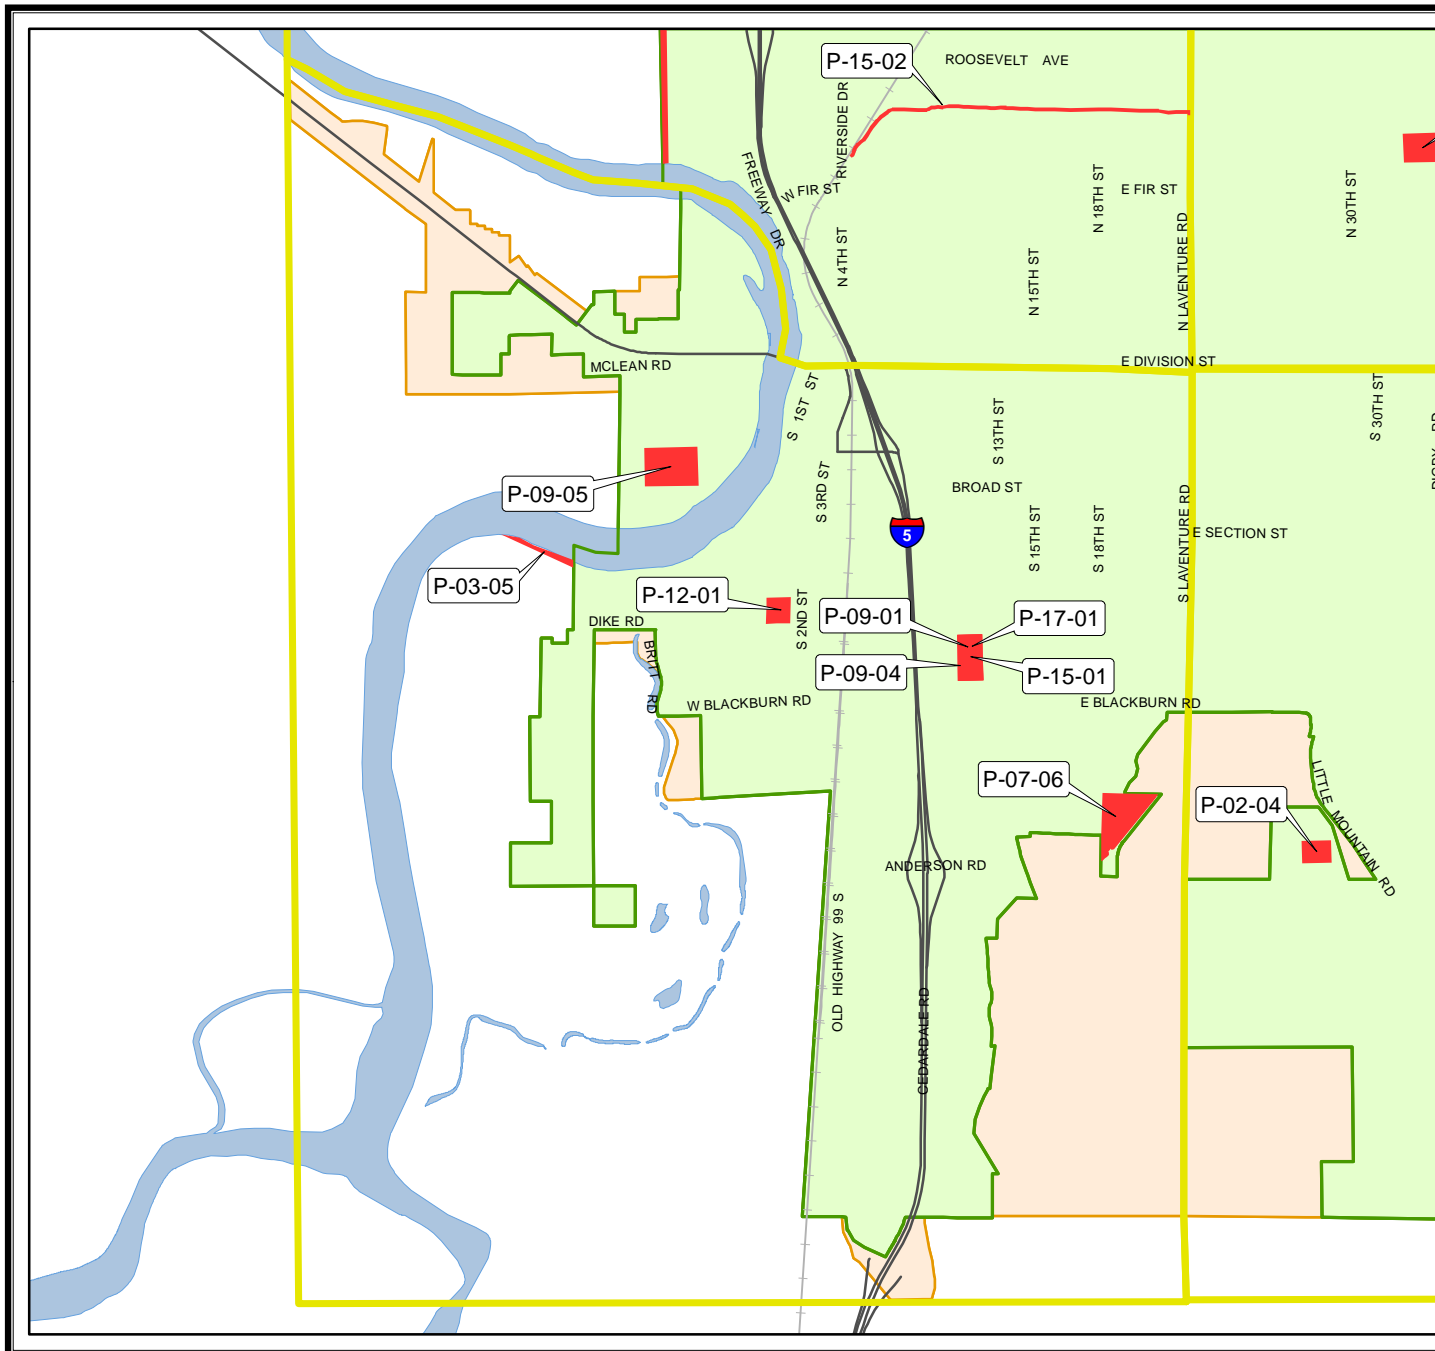 P-15-02
ROOSEVELT AVE
RIVERSIDE DR
FREEWAY DR
W FIR ST
E FIR ST
N 18TH ST
N 30TH ST
N 4TH ST
N 15TH ST
N LAVENTURE RD
MCLEAN RD
E DIVISION ST
S 1ST ST
S 13TH ST
S 30TH ST
P-09-05
S 3RD ST
BROAD ST
S LAVENTURE RD
S 15TH ST
S 18TH ST
E SECTION ST
5
P-03-05
P-12-01
S 2ND ST
P-09-01
P-17-01
DIKE RD
BRITT RD
P-09-04
P-15-01
W BLACKBURN RD
E BLACKBURN RD
P-07-06
P-02-04
LITTLE MOUNTAIN RD
ANDERSON RD
OLD HIGHWAY 99 S
CEDARDALE RD